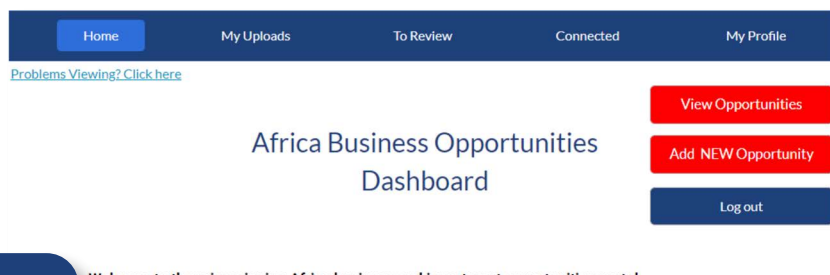 Home My Uploads To Review Connected My Profile
Problems Viewing? Click here
View Opportunities
Africa Business Opportunities
Dashboard
Add NEW Opportunity
Log out